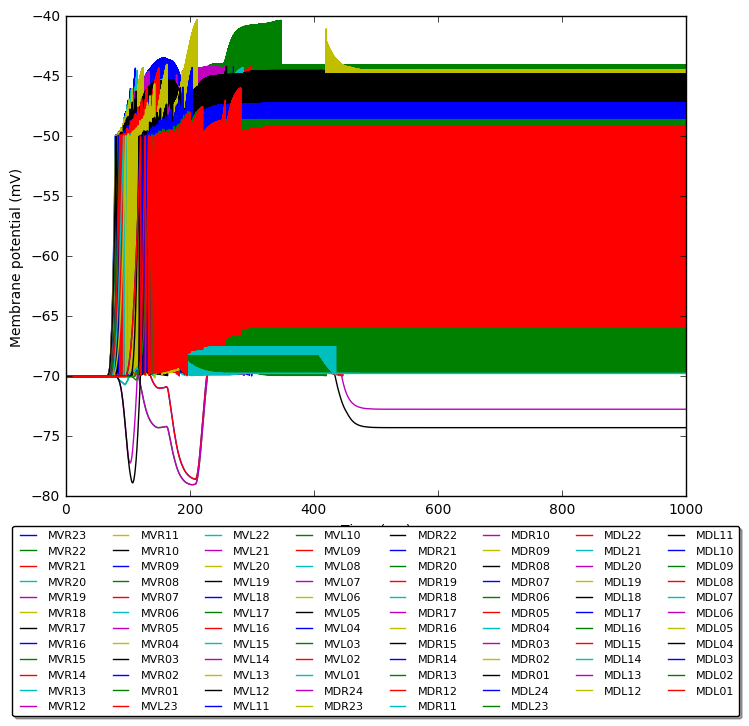 −40
−45
−50
−55
−60
−65
−70
−75
−80
Membrane potential (mV)
0 200 400 600 800 1000
MVR23 MVR11 MVL22 MVL10 MDR22 MDR10 MDL22 MDL11
MVR22 MVR10 MVL21 MVL09 MDR21 MDR09 MDL21 MDL10
MVR21 MVR09 MVL20 MVL08 MDR20 MDR08 MDL20 MDL09
MVR20 MVR08 MVL19 MVL07 MDR19 MDR07 MDL19 MDL08
MVR19 MVR07 MVL18 MVL06 MDR18 MDR06 MDL18 MDL07
MVR18 MVR06 MVL17 MVL05 MDR17 MDR05 MDL17 MDL06
MVR17 MVR05 MVL16 MVL04 MDR16 MDR04 MDL16 MDL05
MVR16 MVR04 MVL15 MVL03 MDR15 MDR03 MDL15 MDL04
MVR15 MVR03 MVL14 MVL02 MDR14 MDR02 MDL14 MDL03
MVR14 MVR02 MVL13 MVL01 MDR13 MDR01 MDL13 MDL02
MVR13 MVR01 MVL12 MDR24 MDR12 MDL24 MDL12 MDL01
MVR12 MVL23 MVL11 MDR23 MDR11 MDL23